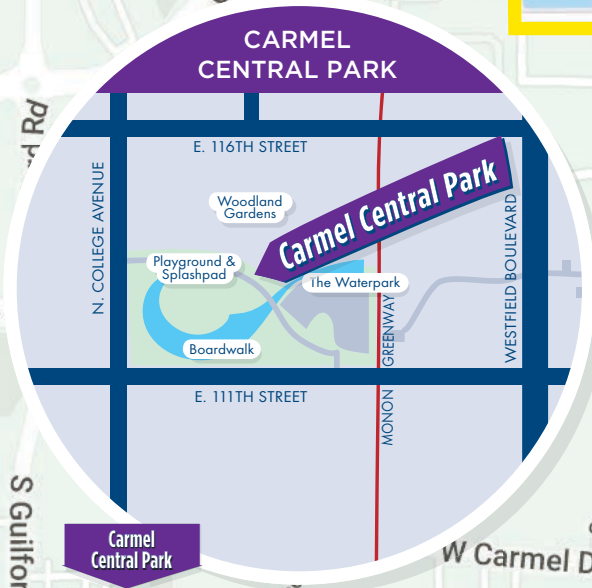 CARMEL
CENTRAL PARK
Rd
E. 116TH STREET
N. COLLEGE AVENUE
Woodland
Gardens
Carmel Central Park
WESTFIELD BOULEVARD
Playground &
Splashpad
The Waterpark
MONON GREENWAY
Boardwalk
E. 111TH STREET
S Guilfor
Carmel
Central Park
W Carmel D